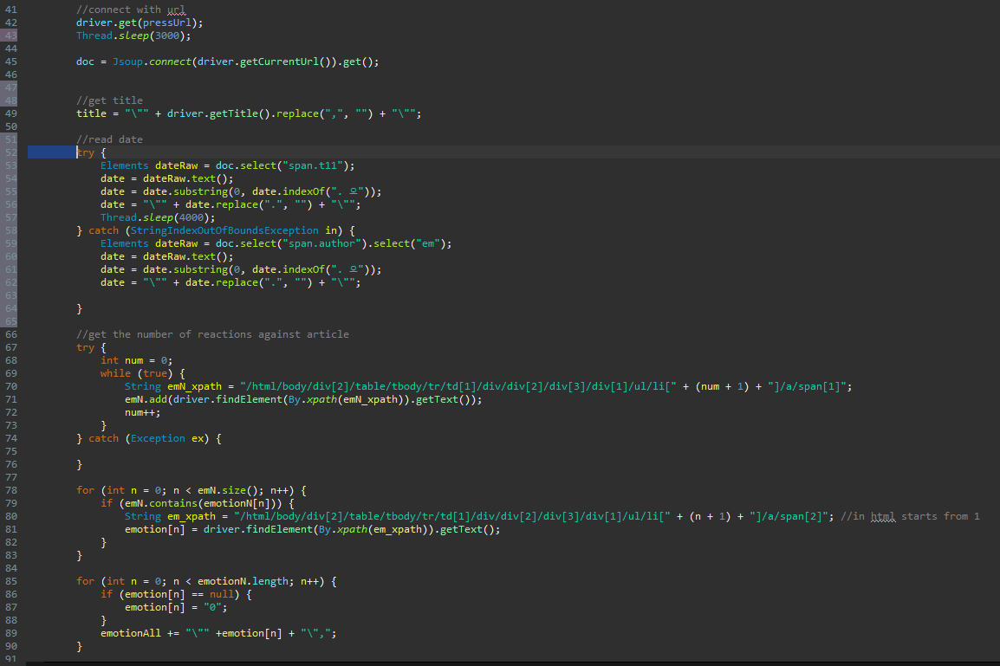 41 //connect with url
42 driver.get(pressUrl);
43 Thread.sleep(3000);
44
45 doc = Jsoup.connect(driver.getCurrentUrl()).get();
46
47
48 //get title
49 title = "\"" + driver.getTitle().replace(",", "") + "\"";
50
51 //read date
52 try {
53 Elements dateRaw = doc.select("span.t11");
54 date = dateRaw.text();
55 date = date.substring(0, date.indexOf(". 오"));
56 date = "\"" + date.replace(".", "") + "\"";
57 Thread.sleep(4000);
58 } catch (StringIndexOutOfBoundsException in) {
59 Elements dateRaw = doc.select("span.author").select("em");
60 date = dateRaw.text();
61 date = date.substring(0, date.indexOf(". 오"));
62 date = "\"" + date.replace(".", "") + "\"";
63
64 }
65
66 //get the number of reactions against article
67 try {
68 int num = 0;
69 while (true) {
70 String emN_xpath = "/html/body/div[2]/table/tbody/tr/td[1]/div/div[2]/div[3]/div[1]/ul/li[" + (num + 1) + "]/a/span[1]";
71 emN.add(driver.findElement(By.xpath(emN_xpath)).getText());
72 num++;
73 }
74 } catch (Exception ex) {
75
76 }
77
78 for (int n = 0; n < emN.size(); n++) {
79 if (emN.contains(emotionN[n])) {
80 String em_xpath = "/html/body/div[2]/table/tbody/tr/td[1]/div/div[2]/div[3]/div[1]/ul/li[" + (n + 1) + "]/a/span[2]"; //in html starts from 1
81 emotion[n] = driver.findElement(By.xpath(em_xpath)).getText();
82 }
83 }
84
85 for (int n = 0; n < emotionN.length; n++) {
86 if (emotion[n] == null) {
87 emotion[n] = "0";
88 }
89 emotionAll += "\"" +emotion[n] + "\",";
90 }
91